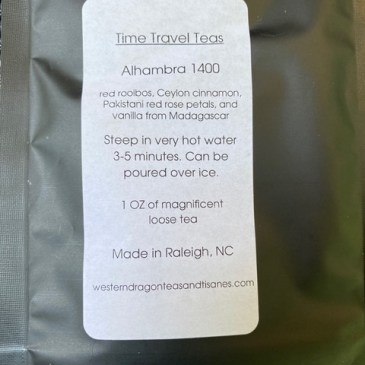 Time Travel Teas
Alhambra 1400
red rooibos, Ceylon cinnamon,
Pakistani red rose petals, and
vanilla from Madagascar
Steep in very hot water
3-5 minutes. Can be
poured over ice.
1 OZ of magnificent
loose tea
Made in Raleigh, NC
westerndragonteasandtisanes.com